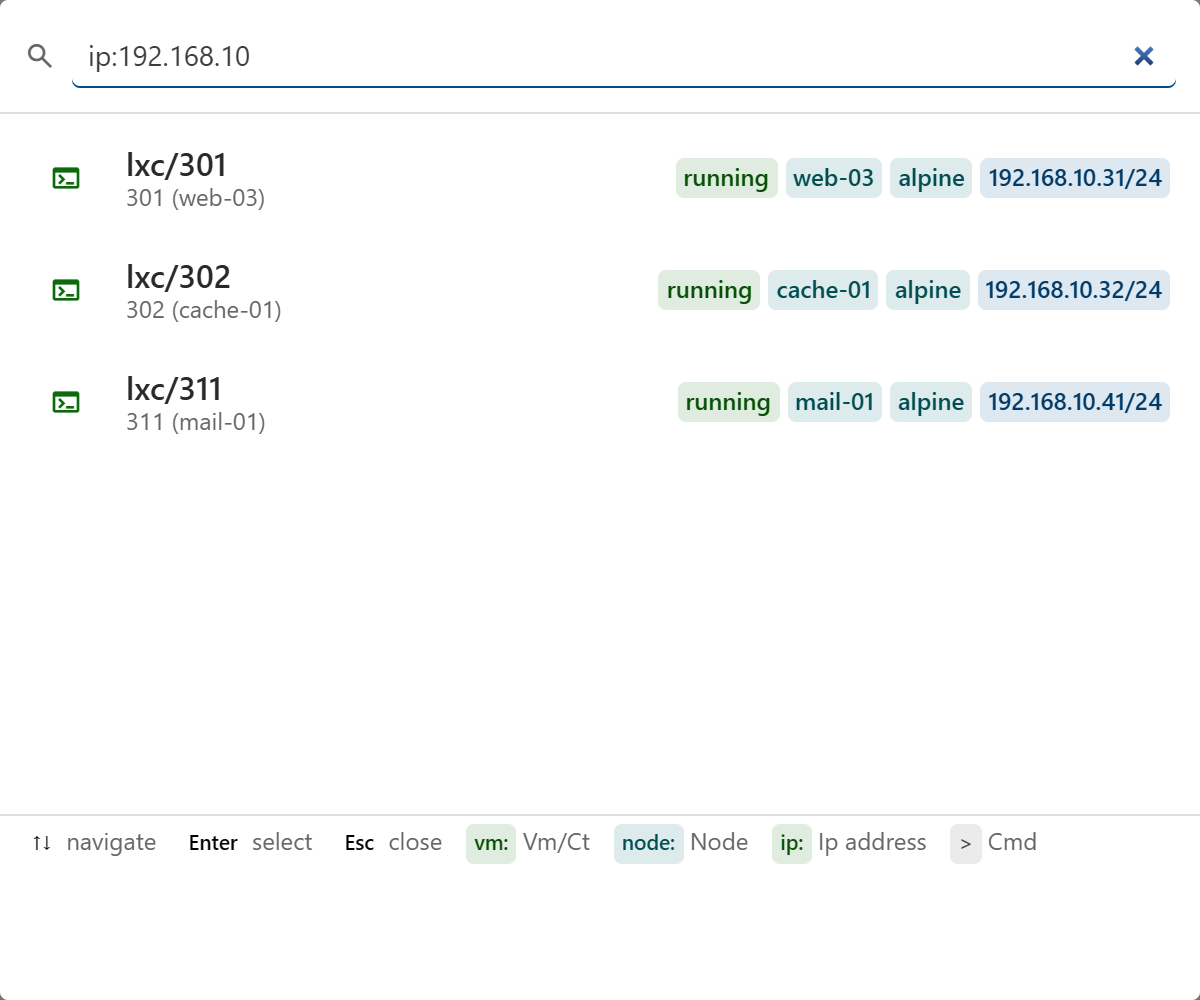 ip:192.168.10
lxc/301
301 (web-03)
running web-03 alpine 192.168.10.31/24
lxc/302
302 (cache-01)
running cache-01 alpine 192.168.10.32/24
lxc/311
311 (mail-01)
running mail-01 alpine 192.168.10.41/24
↑↓ navigate Enter select Esc close vm: Vm/Ct node: Node ip: Ip address > Cmd